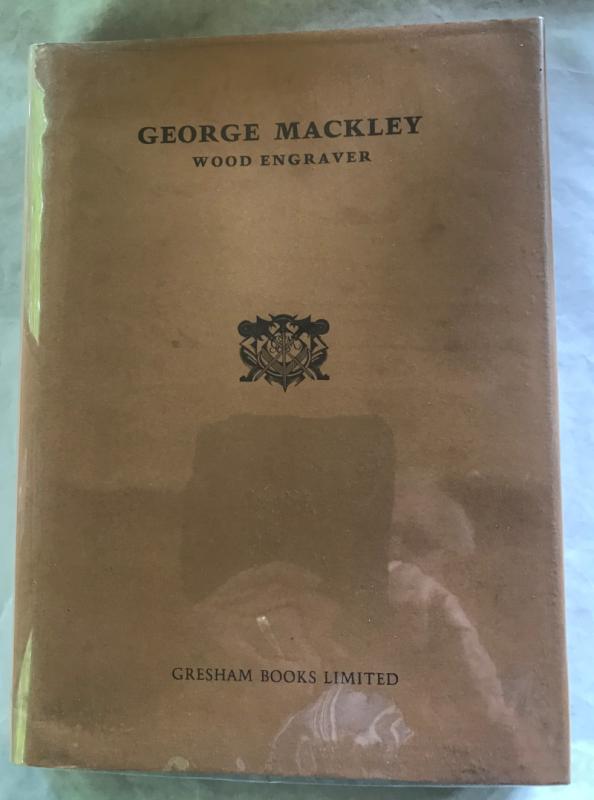 GEORGE MACKLEY
WOOD ENGRAVER
GRESHAM BOOKS LIMITED